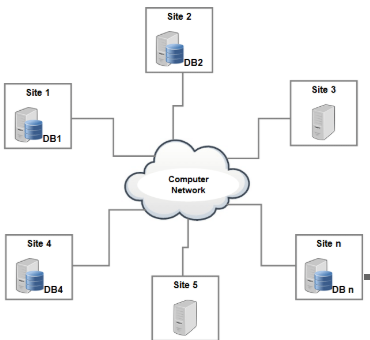 Site 2
DB2
Site 1
DB1
Site 3
Computer
Network
Site 4
DB4
Site n
DB n
Site 5